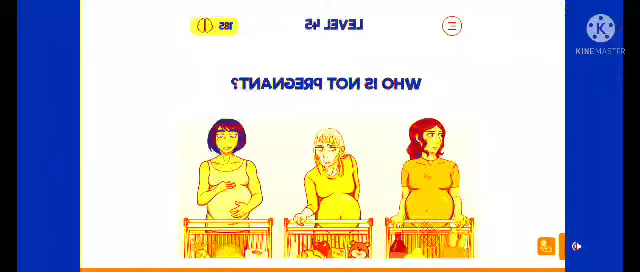 LEVEL 45
185
WHO IS NOT PREGNANT?
K
KINEMASTER